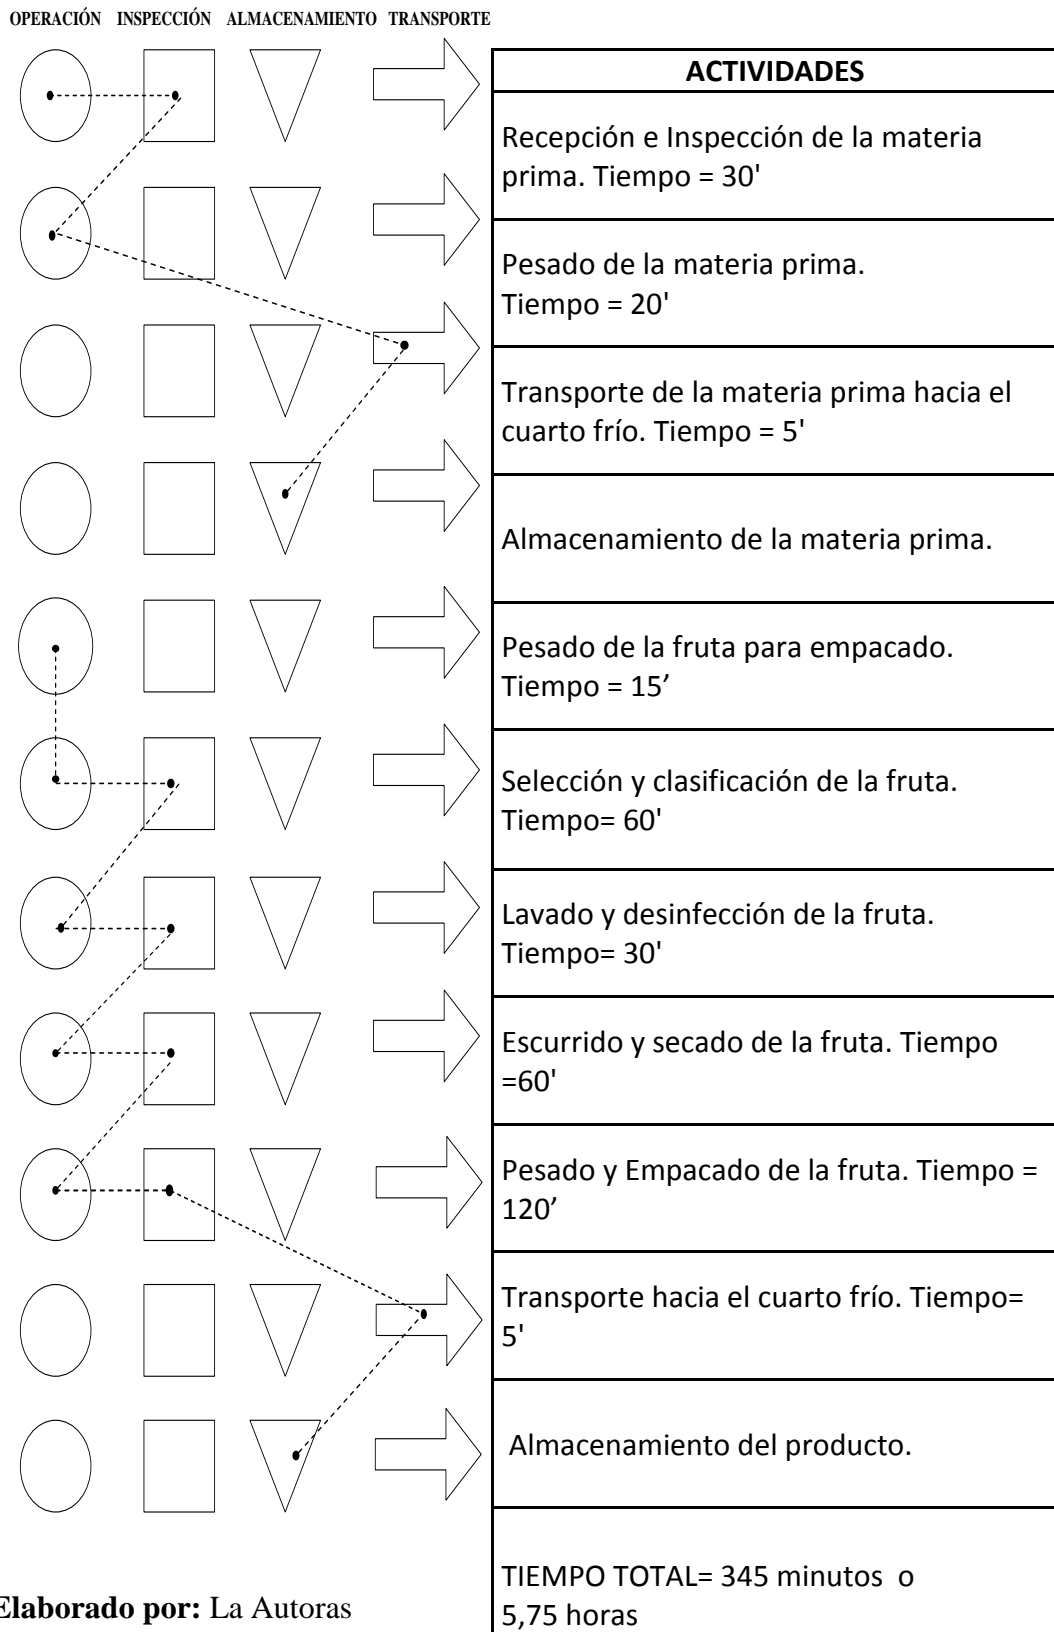 OPERACIÓN INSPECCIÓN ALMACENAMIENTO TRANSPORTE
ACTIVIDADES
Recepción e Inspección de la materia
prima. Tiempo = 30'
Pesado de la materia prima.
Tiempo = 20'
Transporte de la materia prima hacia el
cuarto frío. Tiempo = 5'
Almacenamiento de la materia prima.
Pesado de la fruta para empacado.
Tiempo = 15’
Selección y clasificación de la fruta.
Tiempo= 60'
Lavado y desinfección de la fruta.
Tiempo= 30'
Escurrido y secado de la fruta. Tiempo
=60'
Pesado y Empacado de la fruta. Tiempo =
120’
Transporte hacia el cuarto frío. Tiempo=
5'
Almacenamiento del producto.
TIEMPO TOTAL= 345 minutos o
5,75 horas
Elaborado por: La Autoras